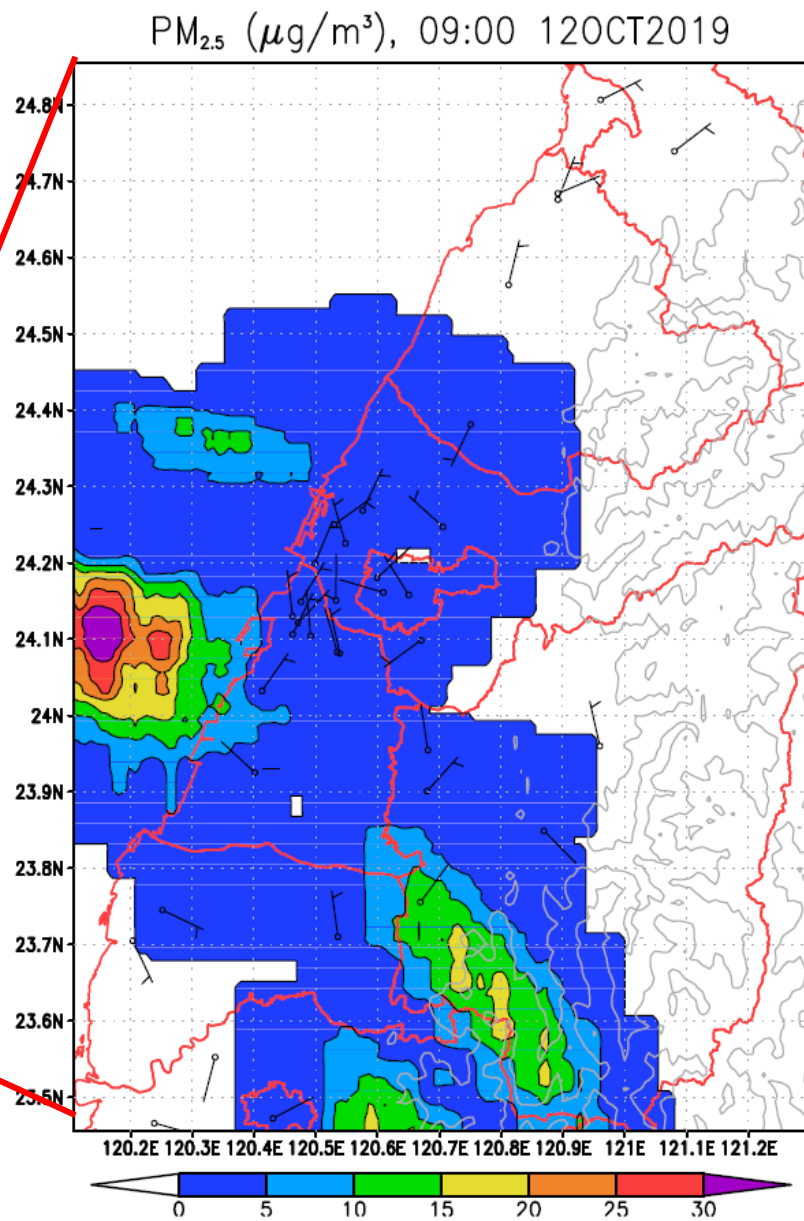 PM2.5 (μg/m³), 09:00 12OCT2019
24.8N
24.7N
24.6N
24.5N
24.4N
24.3N
24.2N
24.1N
24N
23.9N
23.8N
23.7N
23.6N
23.5N
120.2E 120.3E 120.4E 120.5E 120.6E 120.7E 120.8E 120.9E 121E 121.1E 121.2E
0 5 10 15 20 25 30